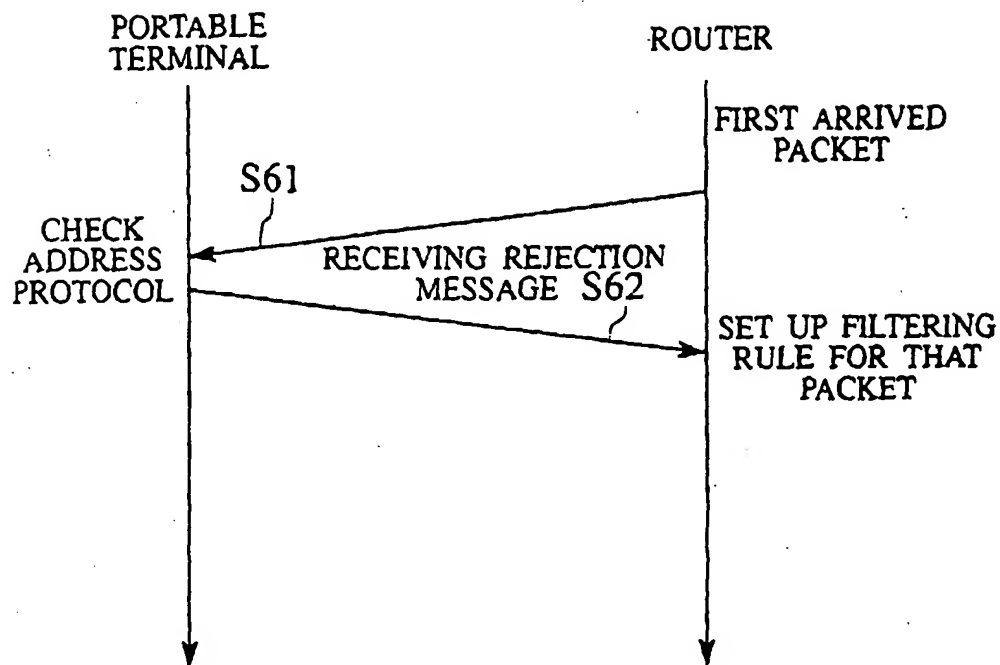 PORTABLE
TERMINAL
ROUTER
FIRST ARRIVED
PACKET
S61
CHECK
ADDRESS
PROTOCOL
RECEIVING REJECTION
MESSAGE S62
SET UP FILTERING
RULE FOR THAT
PACKET